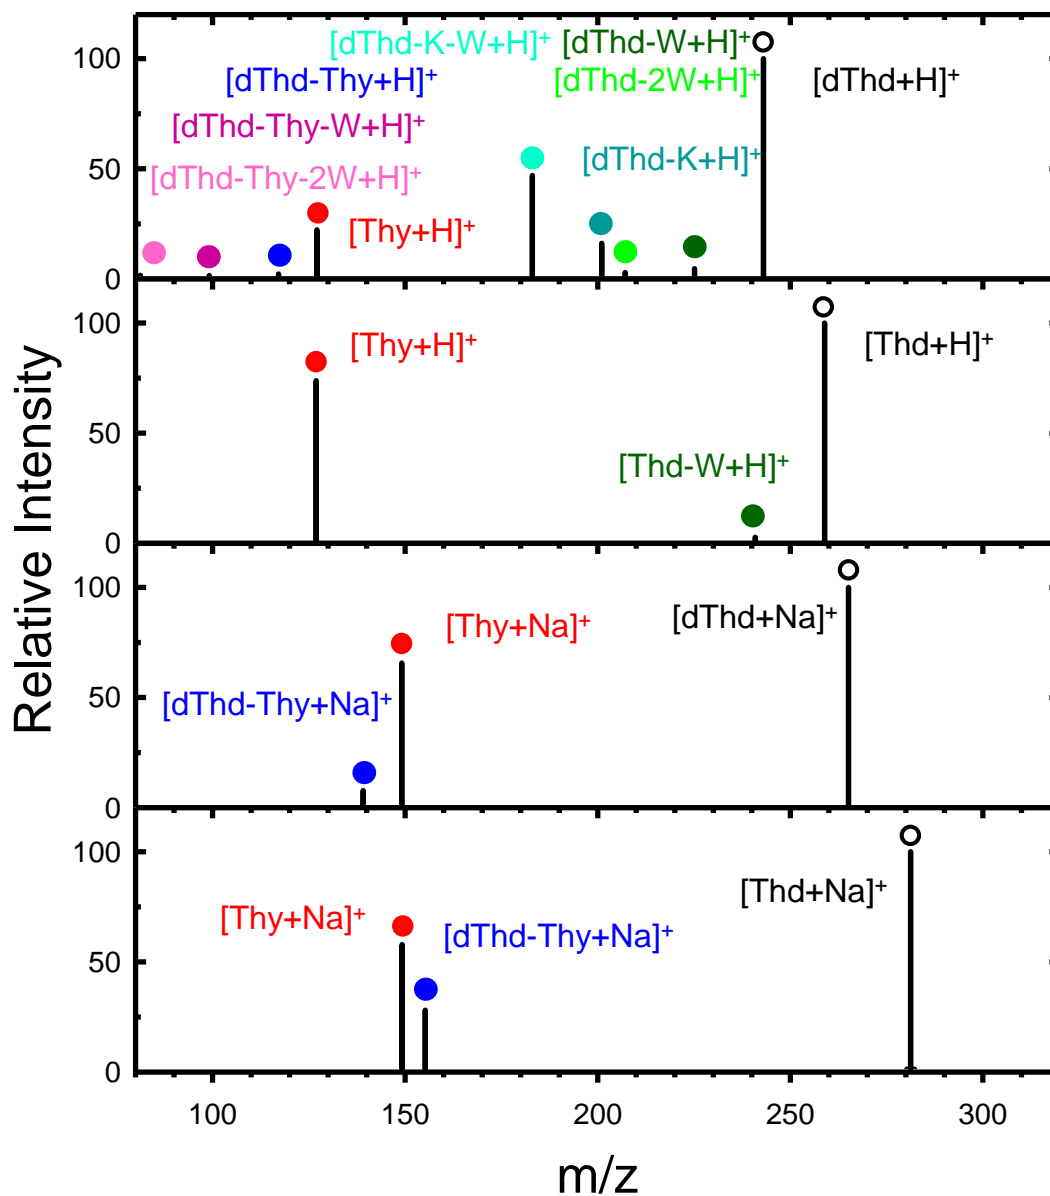 [dThd-K-W+H]⁺ [dThd-W+H]⁺
100
[dThd-Thy+H]⁺ [dThd-2W+H]⁺ [dThd+H]⁺
[dThd-Thy-W+H]⁺
50 [dThd-K+H]⁺
[dThd-Thy-2W+H]⁺
[Thy+H]⁺
0
100
[Thy+H]⁺ [Thd+H]⁺
50
[Thd-W+H]⁺
0
Relative Intensity
100
[Thy+Na]⁺ [dThd+Na]⁺
50 [dThd-Thy+Na]⁺
0
100
[Thd+Na]⁺
[Thy+Na]⁺ [dThd-Thy+Na]⁺
50
0
100 150 200 250 300
m/z